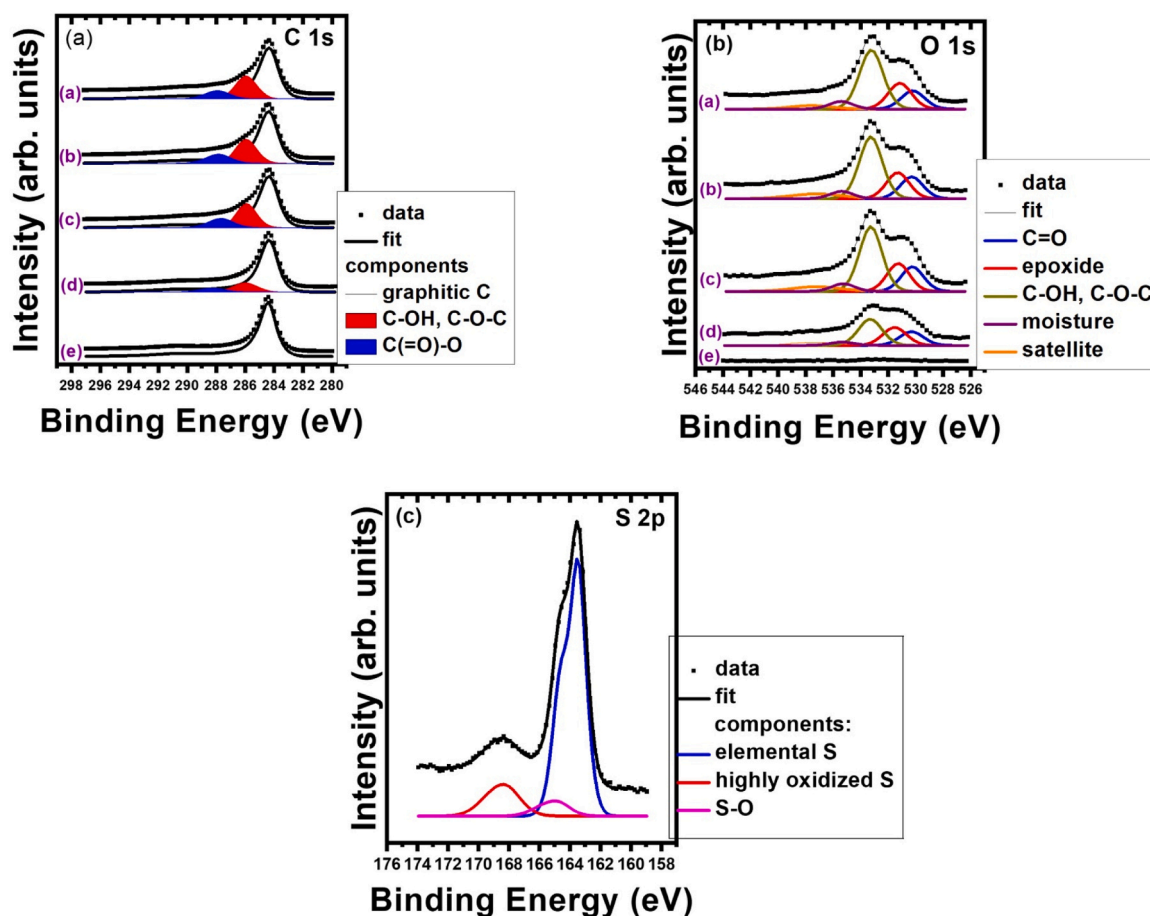 (a)
C 1s
Intensity (arb. units)
(a)
(b)
(c)
(d)
(e)
298 296 294 292 290 288 286 284 282 280
Binding Energy (eV)
data
fit
components
graphitic C
C-OH, C-O-C
C(=O)-O
(b)
O 1s
Intensity (arb. units)
(a)
(b)
(c)
(d)
(e)
546 544 542 540 538 536 534 532 530 528 526
Binding Energy (eV)
data
fit
C=O
epoxide
C-OH, C-O-C
moisture
satellite
(c)
S 2p
Intensity (arb. units)
176 174 172 170 168 166 164 162 160 158
Binding Energy (eV)
data
fit
components:
elemental S
highly oxidized S
S-O